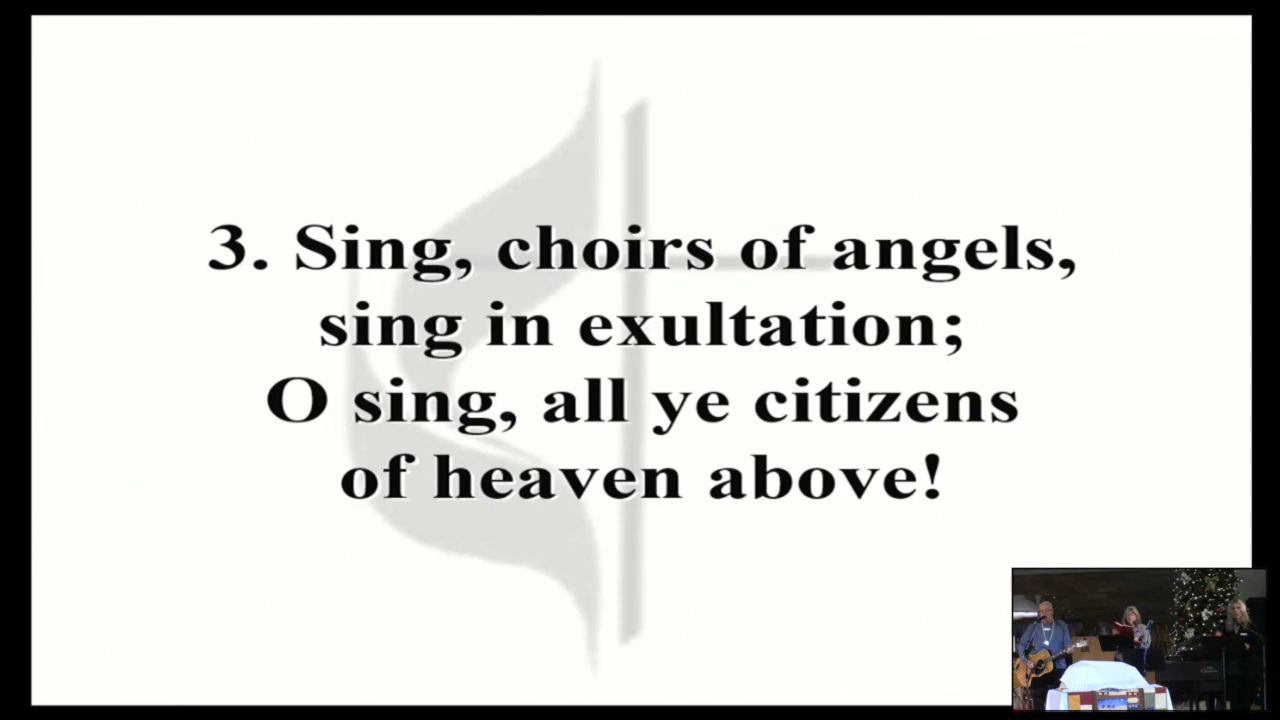 3. Sing, choirs of angels,
sing in exultation;
O sing, all ye citizens
of heaven above!